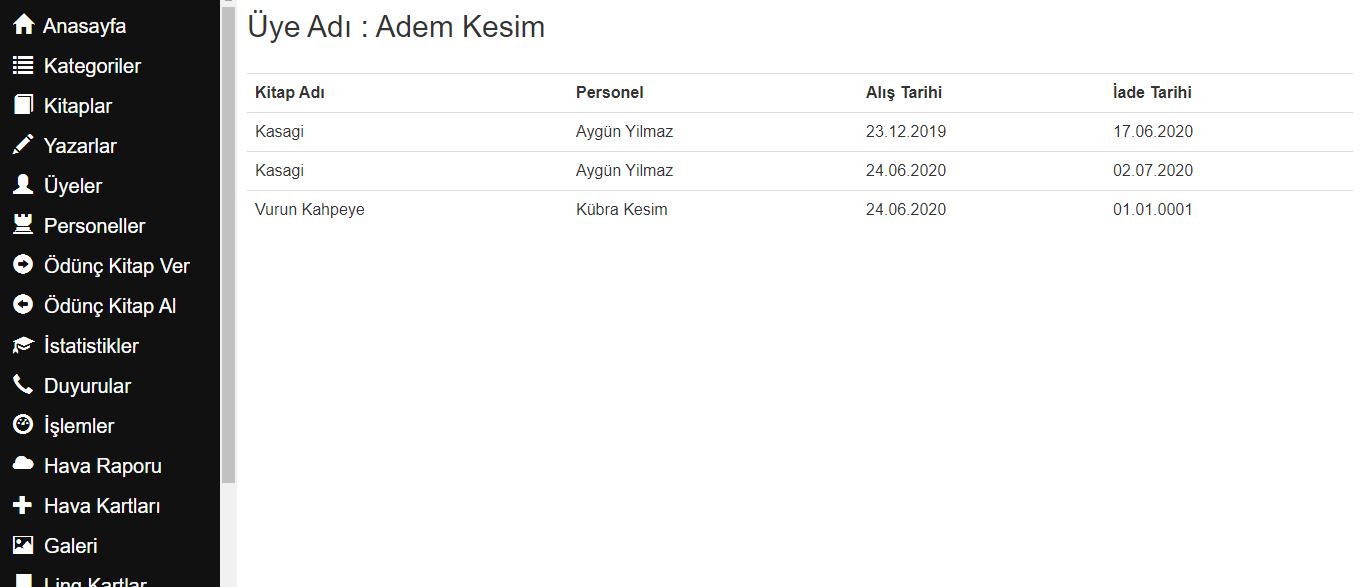 Anasayfa
Kategoriler
Kitaplar
Yazarlar
Üyeler
Personeller
Ödünç Kitap Ver
Ödünç Kitap Al
İstatistikler
Duyurular
İşlemler
Hava Raporu
Hava Kartları
Galeri
Linq Kartlar
Üye Adı : Adem Kesim
Kitap Adı Personel Alış Tarihi İade Tarihi
Kasagi Aygün Yilmaz 23.12.2019 17.06.2020
Kasagi Aygün Yilmaz 24.06.2020 02.07.2020
Vurun Kahpeye Kübra Kesim 24.06.2020 01.01.0001